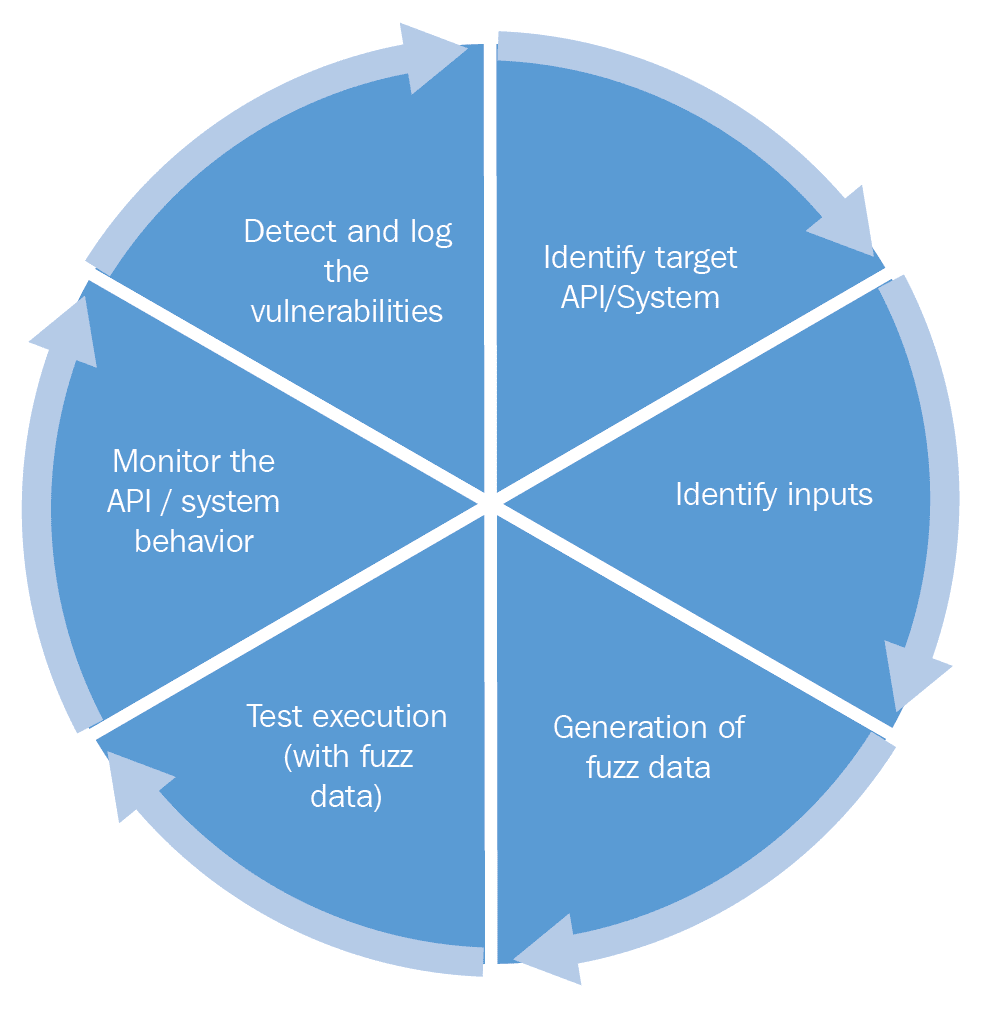 Identify target
API/System
Identify inputs
Generation of
fuzz data
Test execution
(with fuzz
data)
Monitor the
API / system
behavior
Detect and log
the
vulnerabilities